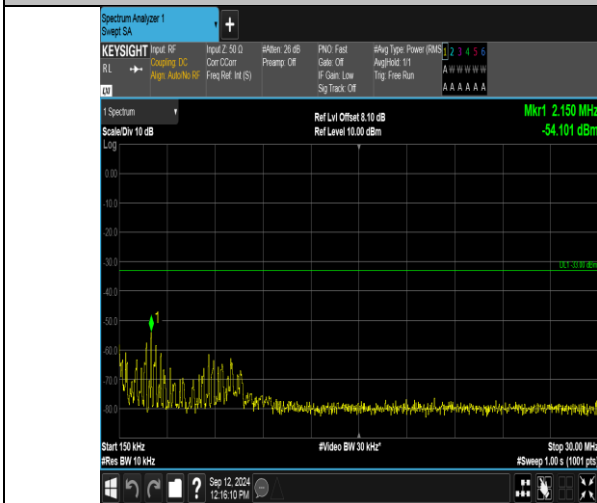 Spectrum Analyzer 1
Swept SA
+
KEYSIGHT Input: RF Input Z: 50 Ω #Atten: 26 dB PNO: Fast #Avg Type: Power (RMS 1 2 3 4 5 6
RL Coupling: DC Corr CCorr Preamp: Off Gate: Off Avg|Hold: 1/1 A W W W W W
Align: Auto/No RF Freq Ref: Int (S) IF Gain: Low Trig: Free Run
Sig Track: Off A A A A A A
1 Spectrum Ref Lvl Offset 8.10 dB Mkr1 2.150 MHz
Scale/Div 10 dB Ref Level 10.00 dBm -54.101 dBm
Log
0.00
-10.0
-20.0
-30.0
DL1 -33.00 dBm
-40.0
-50.0
1
-60.0
-70.0
-80.0
Start 150 kHz #Video BW 30 kHz* Stop 30.00 MHz
#Res BW 10 kHz #Sweep 1.00 s (1001 pts)
? Sep 12, 2024
12:16:10 PM